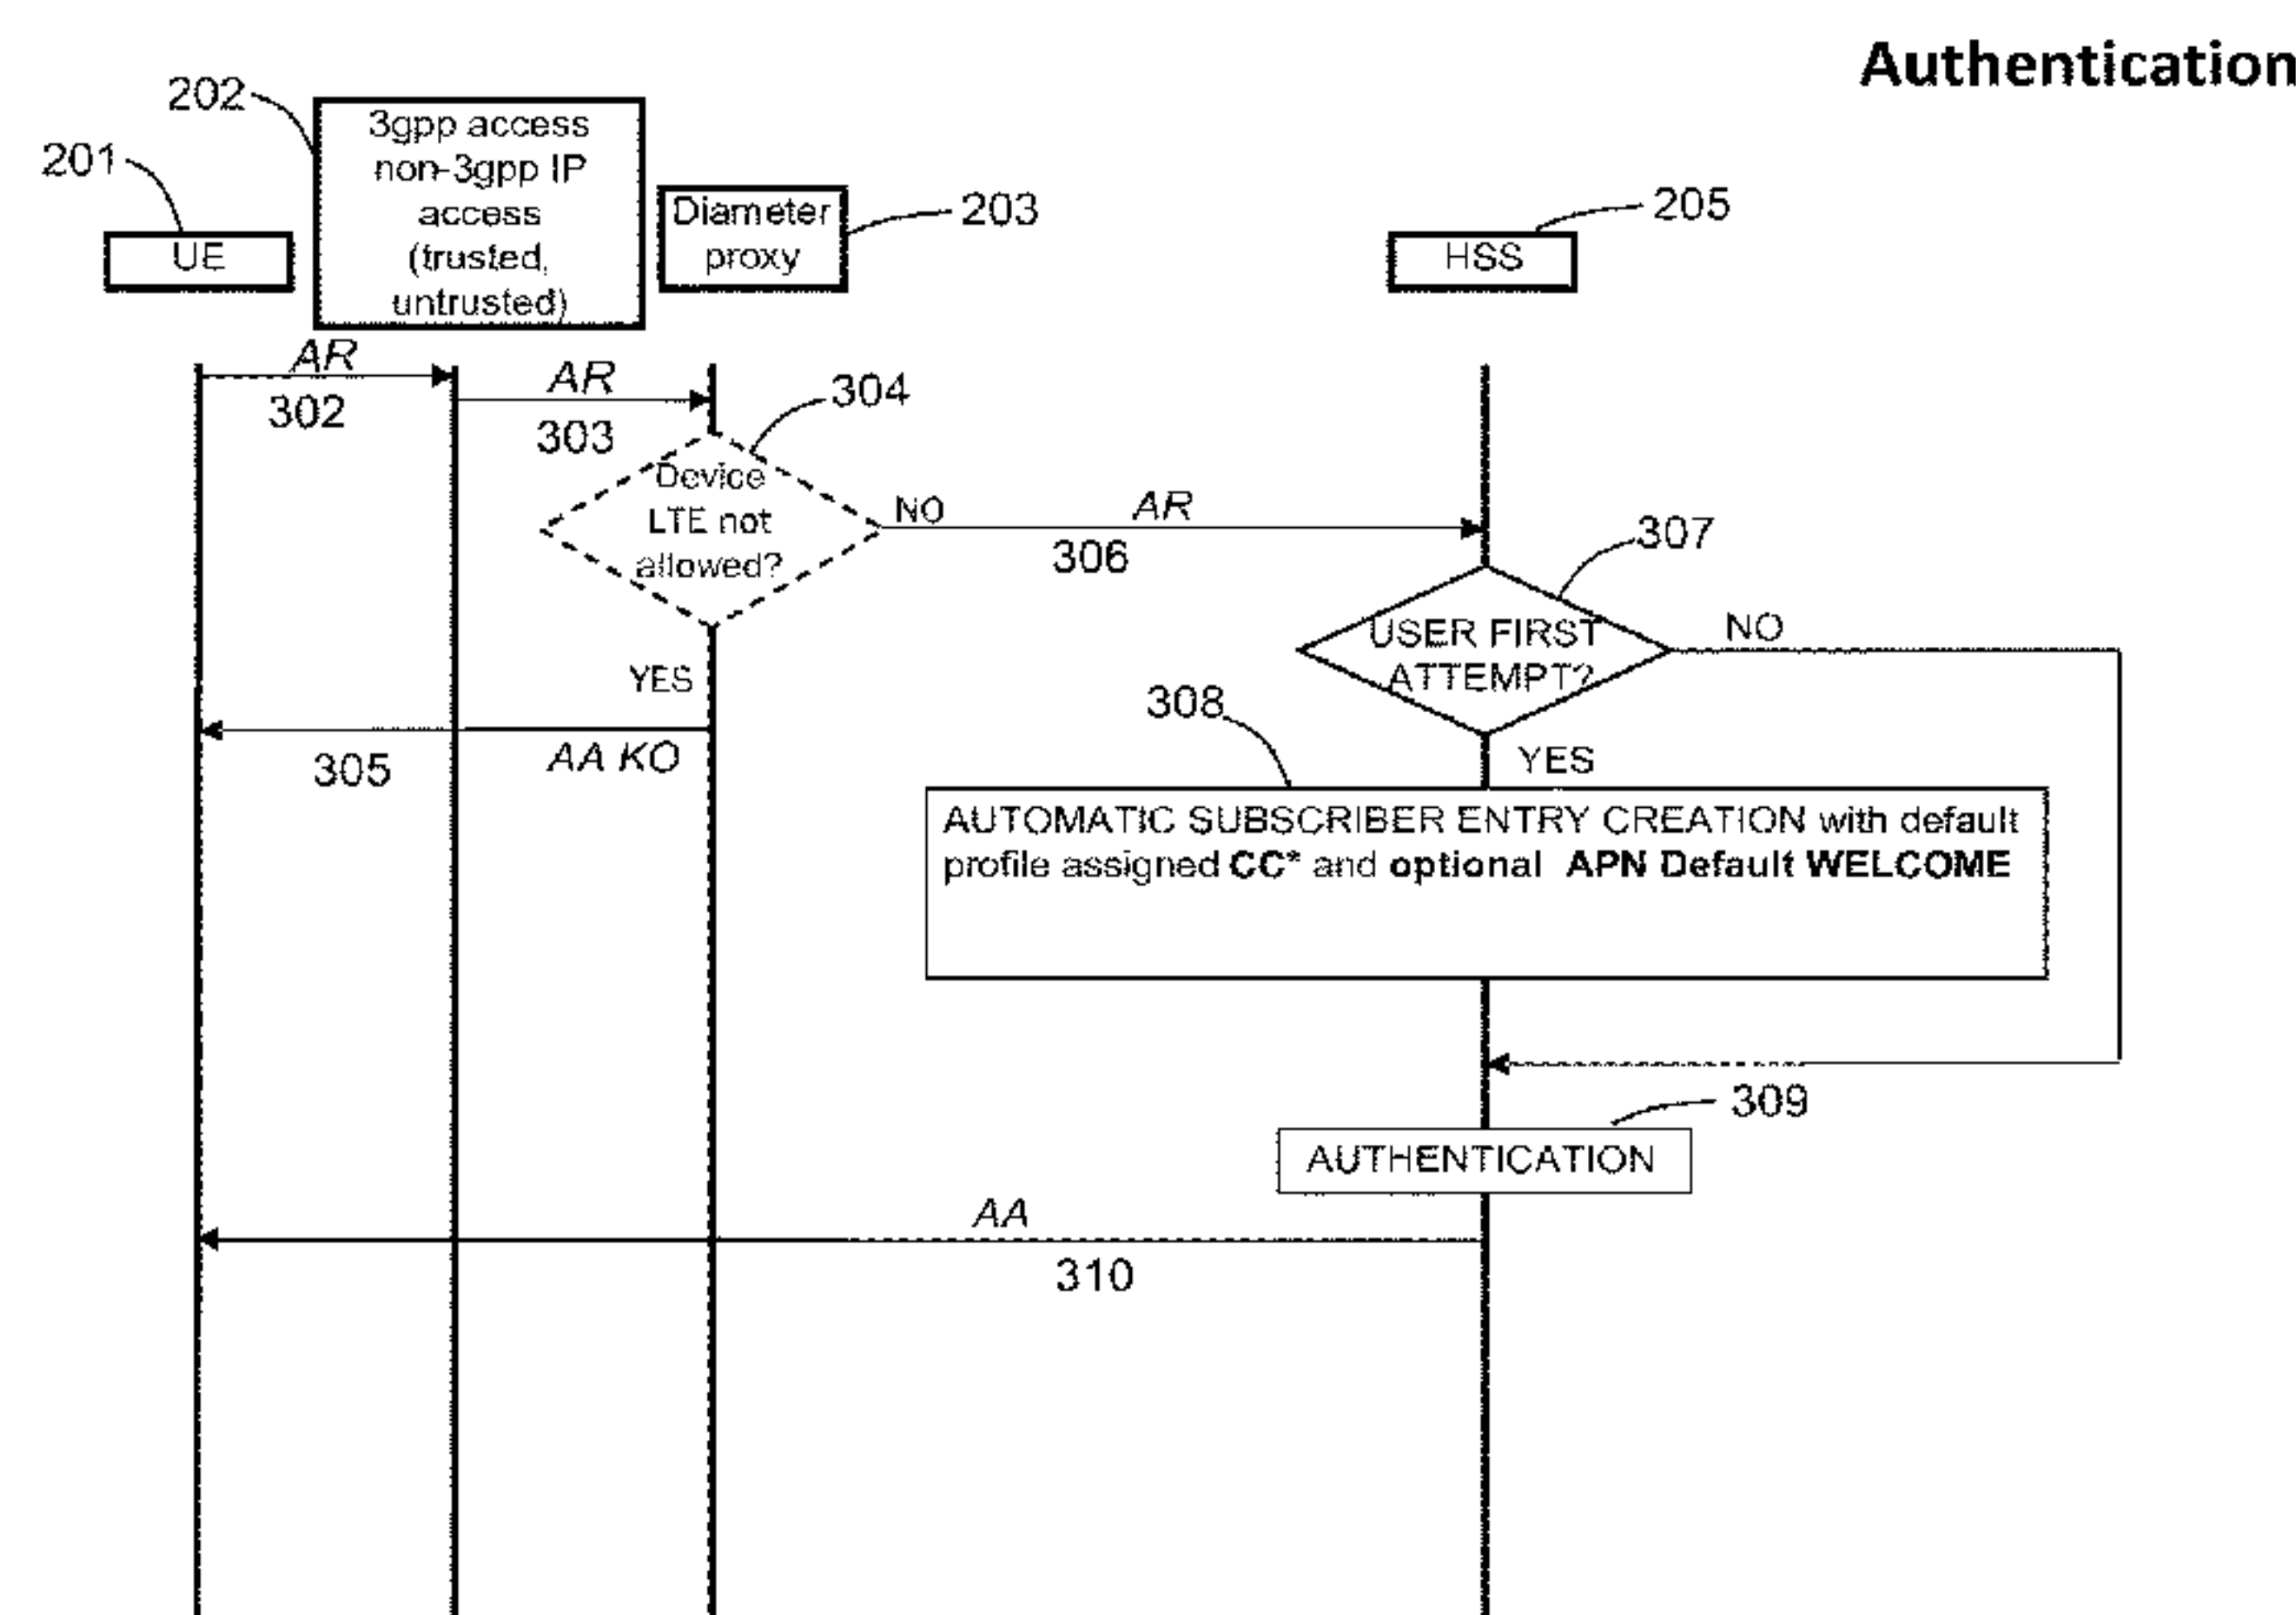 Authentication
202
3gpp access
non-3gpp IP
access
(trusted,
untrusted)
201
UE
Diameter
proxy
203
205
HSS
AR
302
AR
303
304
Device
LTE not
allowed?
NO
AR
306
307
USER FIRST
ATTEMPT?
NO
YES
305
AA KO
308
YES
AUTOMATIC SUBSCRIBER ENTRY CREATION with default
profile assigned CC* and optional APN Default WELCOME
309
AUTHENTICATION
AA
310